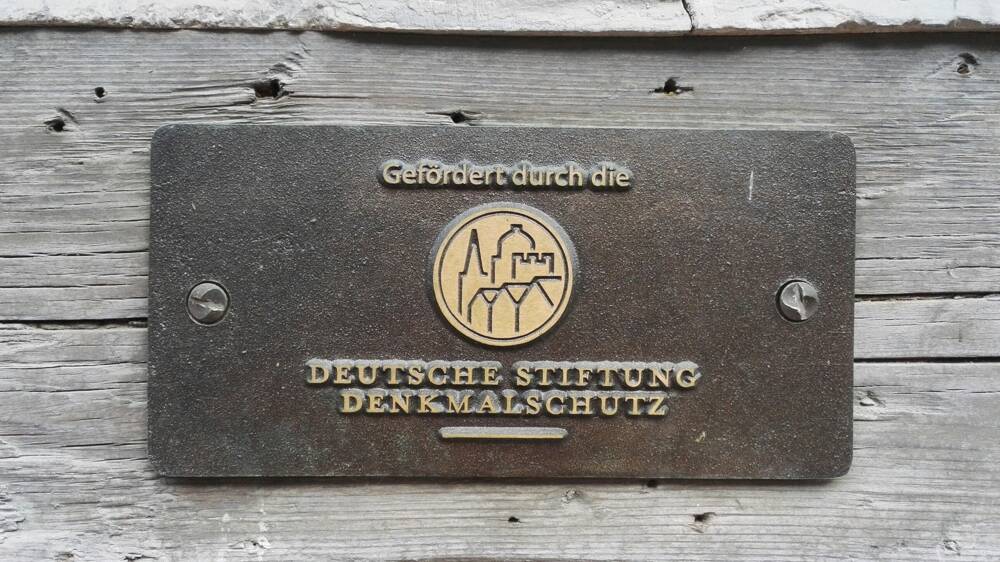 Gefördert durch die
DEUTSCHE STIFTUNG
DENKMALSCHUTZ